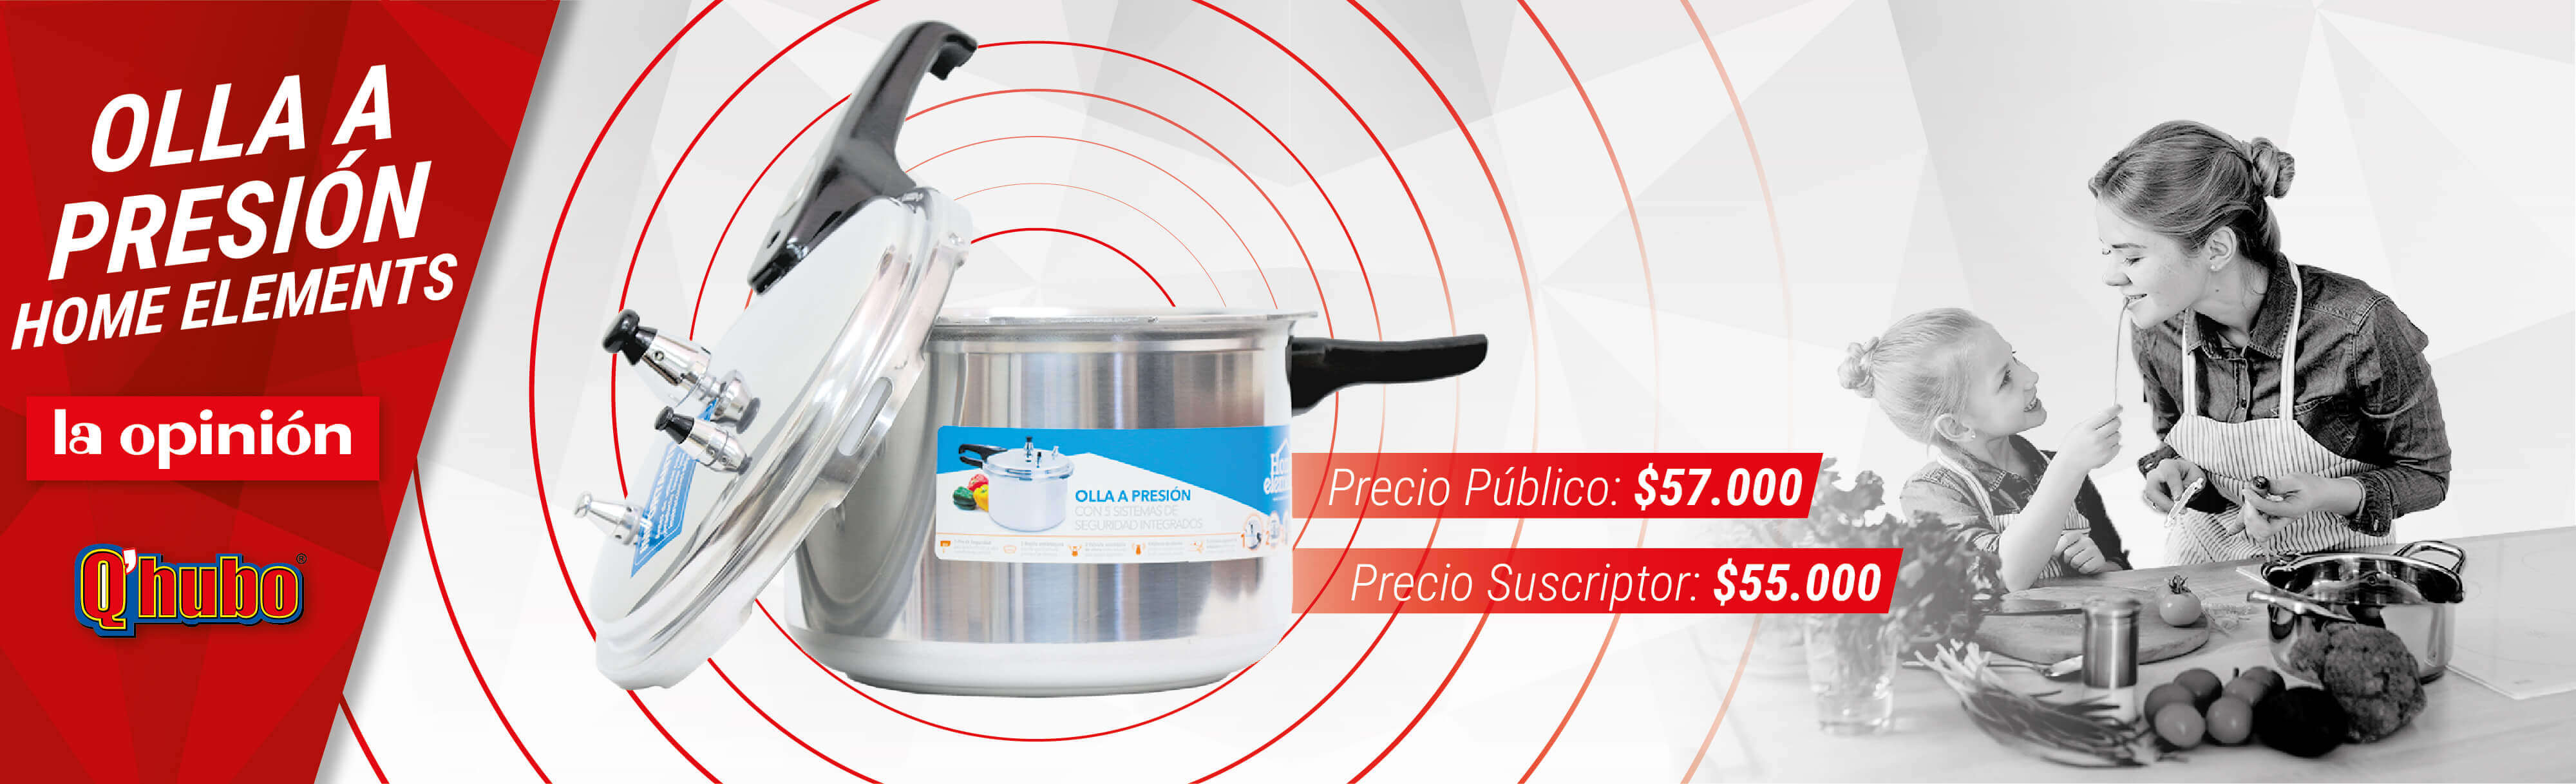 OLLA A
PRESIÓN
HOME ELEMENTS
la opinión
Q'hubo®
OLLA A PRESIÓN
CON 5 SISTEMAS DE
SEGURIDAD INTEGRADOS
Precio Público: $57.000
Precio Suscriptor: $55.000